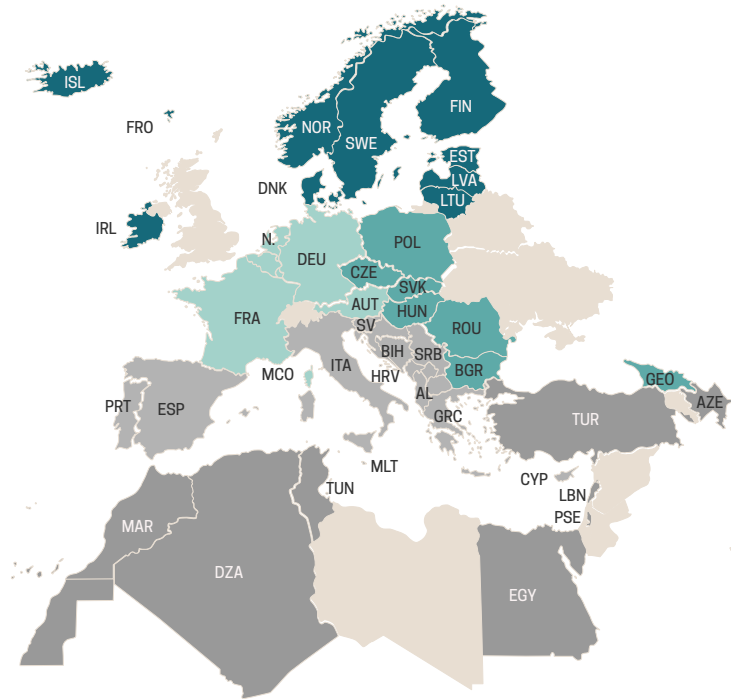 ISL
FIN
FRO
NOR
SWE
EST
LVA
DNK
LTU
IRL
N.
POL
DEU
CZE
SVK
AUT
HUN
FRA
SV
ROU
BIH
SRB
ITA
BGR
MCO
HRV
GEO
AL
AZE
PRT
ESP
GRC
TUR
MLT
CYP
TUN
LBN
PSE
MAR
DZA
EGY